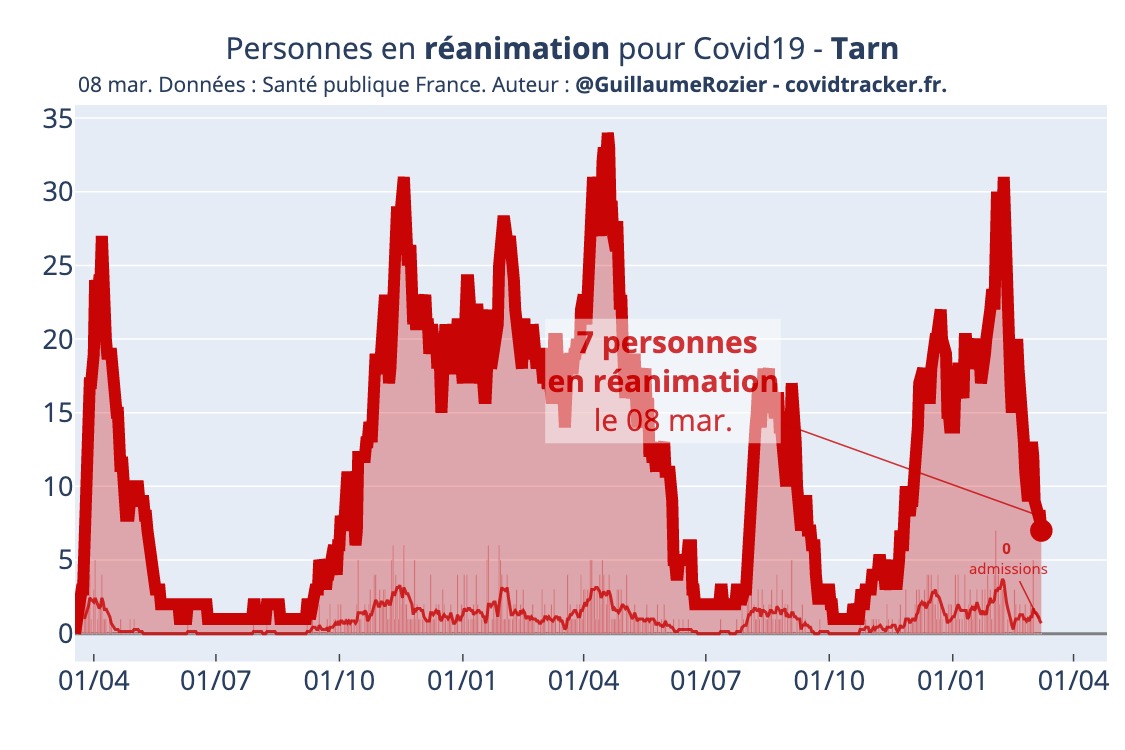 Personnes en réanimation pour Covid19 - Tarn
08 mar. Données : Santé publique France. Auteur : @GuillaumeRozier - covidtracker.fr.
35
30
25
20
15
10
5
0
7 personnes
en réanimation
le 08 mar.
0
admissions
01/04 01/07 01/10 01/01 01/04 01/07 01/10 01/01 01/04